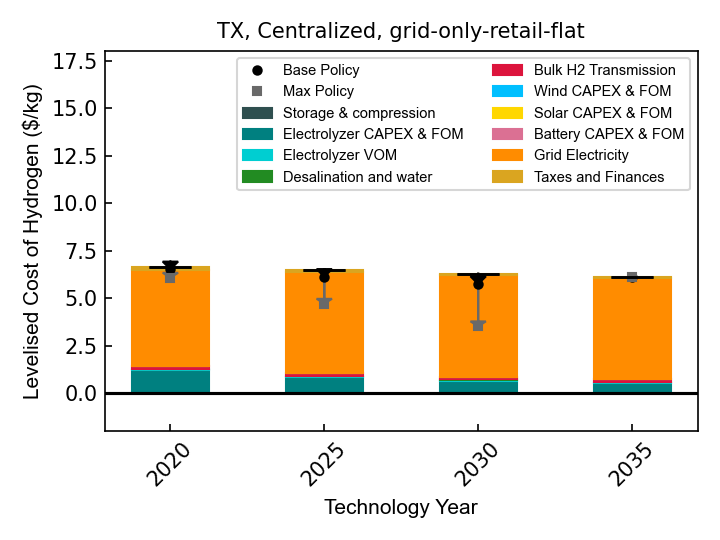 TX, Centralized, grid-only-retail-flat
Levelised Cost of Hydrogen ($/kg)
17.5
15.0
12.5
10.0
7.5
5.0
2.5
0.0
Base Policy
Max Policy
Storage & compression
Electrolyzer CAPEX & FOM
Electrolyzer VOM
Desalination and water
Bulk H2 Transmission
Wind CAPEX & FOM
Solar CAPEX & FOM
Battery CAPEX & FOM
Grid Electricity
Taxes and Finances
2020
2025
2030
2035
Technology Year